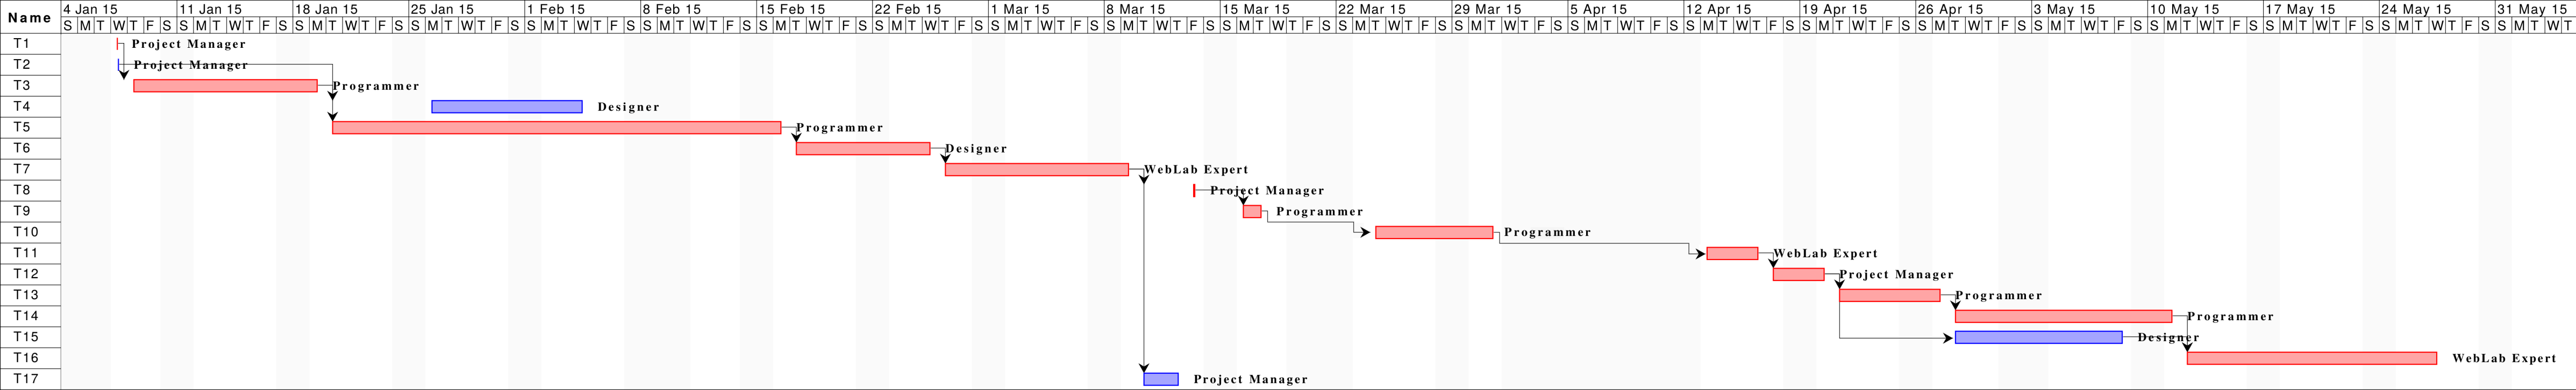 Name 4 Jan 15 11 Jan 15 18 Jan 15 25 Jan 15 1 Feb 15 8 Feb 15 15 Feb 15 22 Feb 15 1 Mar 15 8 Mar 15 15 Mar 15 22 Mar 15 29 Mar 15 5 Apr 15 12 Apr 15 19 Apr 15 26 Apr 15 3 May 15 10 May 15 17 May 15 24 May 15 31 May 15
S M T W T F S S M T W T F S S M T W T F S S M T W T F S S M T W T F S S M T W T F S S M T W T F S S M T W T F S S M T W T F S S M T W T F S S M T W T F S S M T W T F S S M T W T F S S M T W T F S S M T W T F S S M T W T F S S M T W T F S S M T W T F S S M T W T F S S M T W T F S S M T W T F S S M T W T
T1 Project Manager
T2 Project Manager
T3 Programmer
T4 Designer
T5 Programmer
T6 Designer
T7 WebLab Expert
T8 Project Manager
T9 Programmer
T10 Programmer
T11 WebLab Expert
T12 Project Manager
T13 Programmer
T14 Programmer
T15 Designer
T16 WebLab Expert
T17 Project Manager